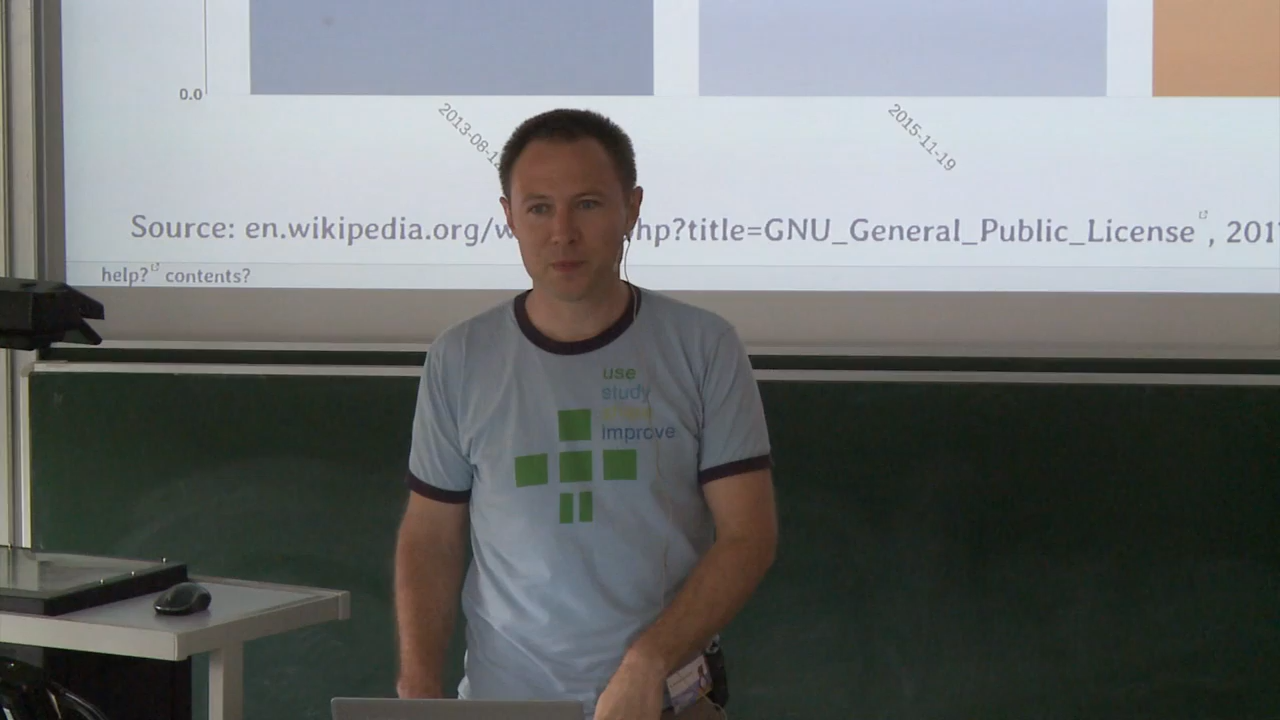 0.0
2013-08-12
2015-11-19
Source: en.wikipedia.org/w hp?title=GNU_General_Public_License, 201
help? contents?
use
study
improve